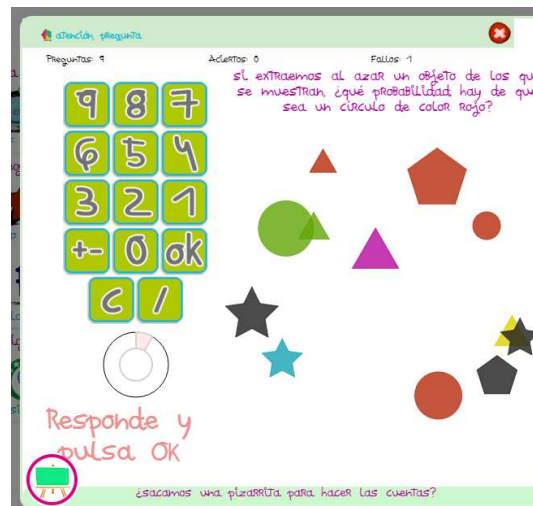 atención, pregunta
Preguntas: 9
Aciertos: 0
Fallos: 1
si extraemos al azar un objeto de los qu
se muestran, ¿qué probabilidad hay de que
sea un círculo de color rojo?
9 8 7
6 5 4
3 2 1
+- 0 ok
C /
Responde y
pulsa OK
¿sacamos una pizarrita para hacer las cuentas?